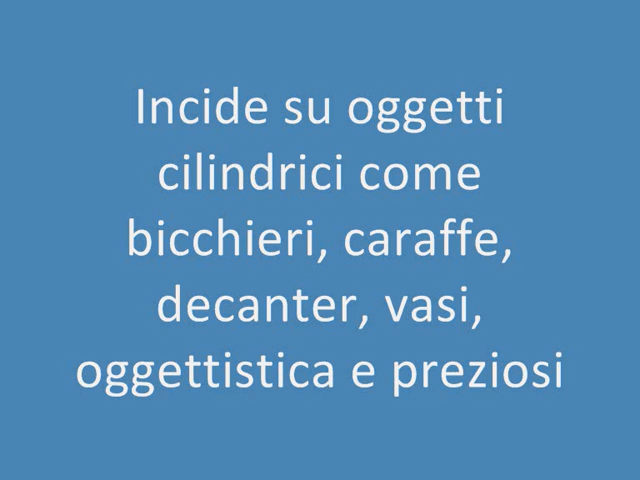 Incide su oggetti
cilindrici come
bicchieri, caraffe,
decanter, vasi,
oggettistica e preziosi